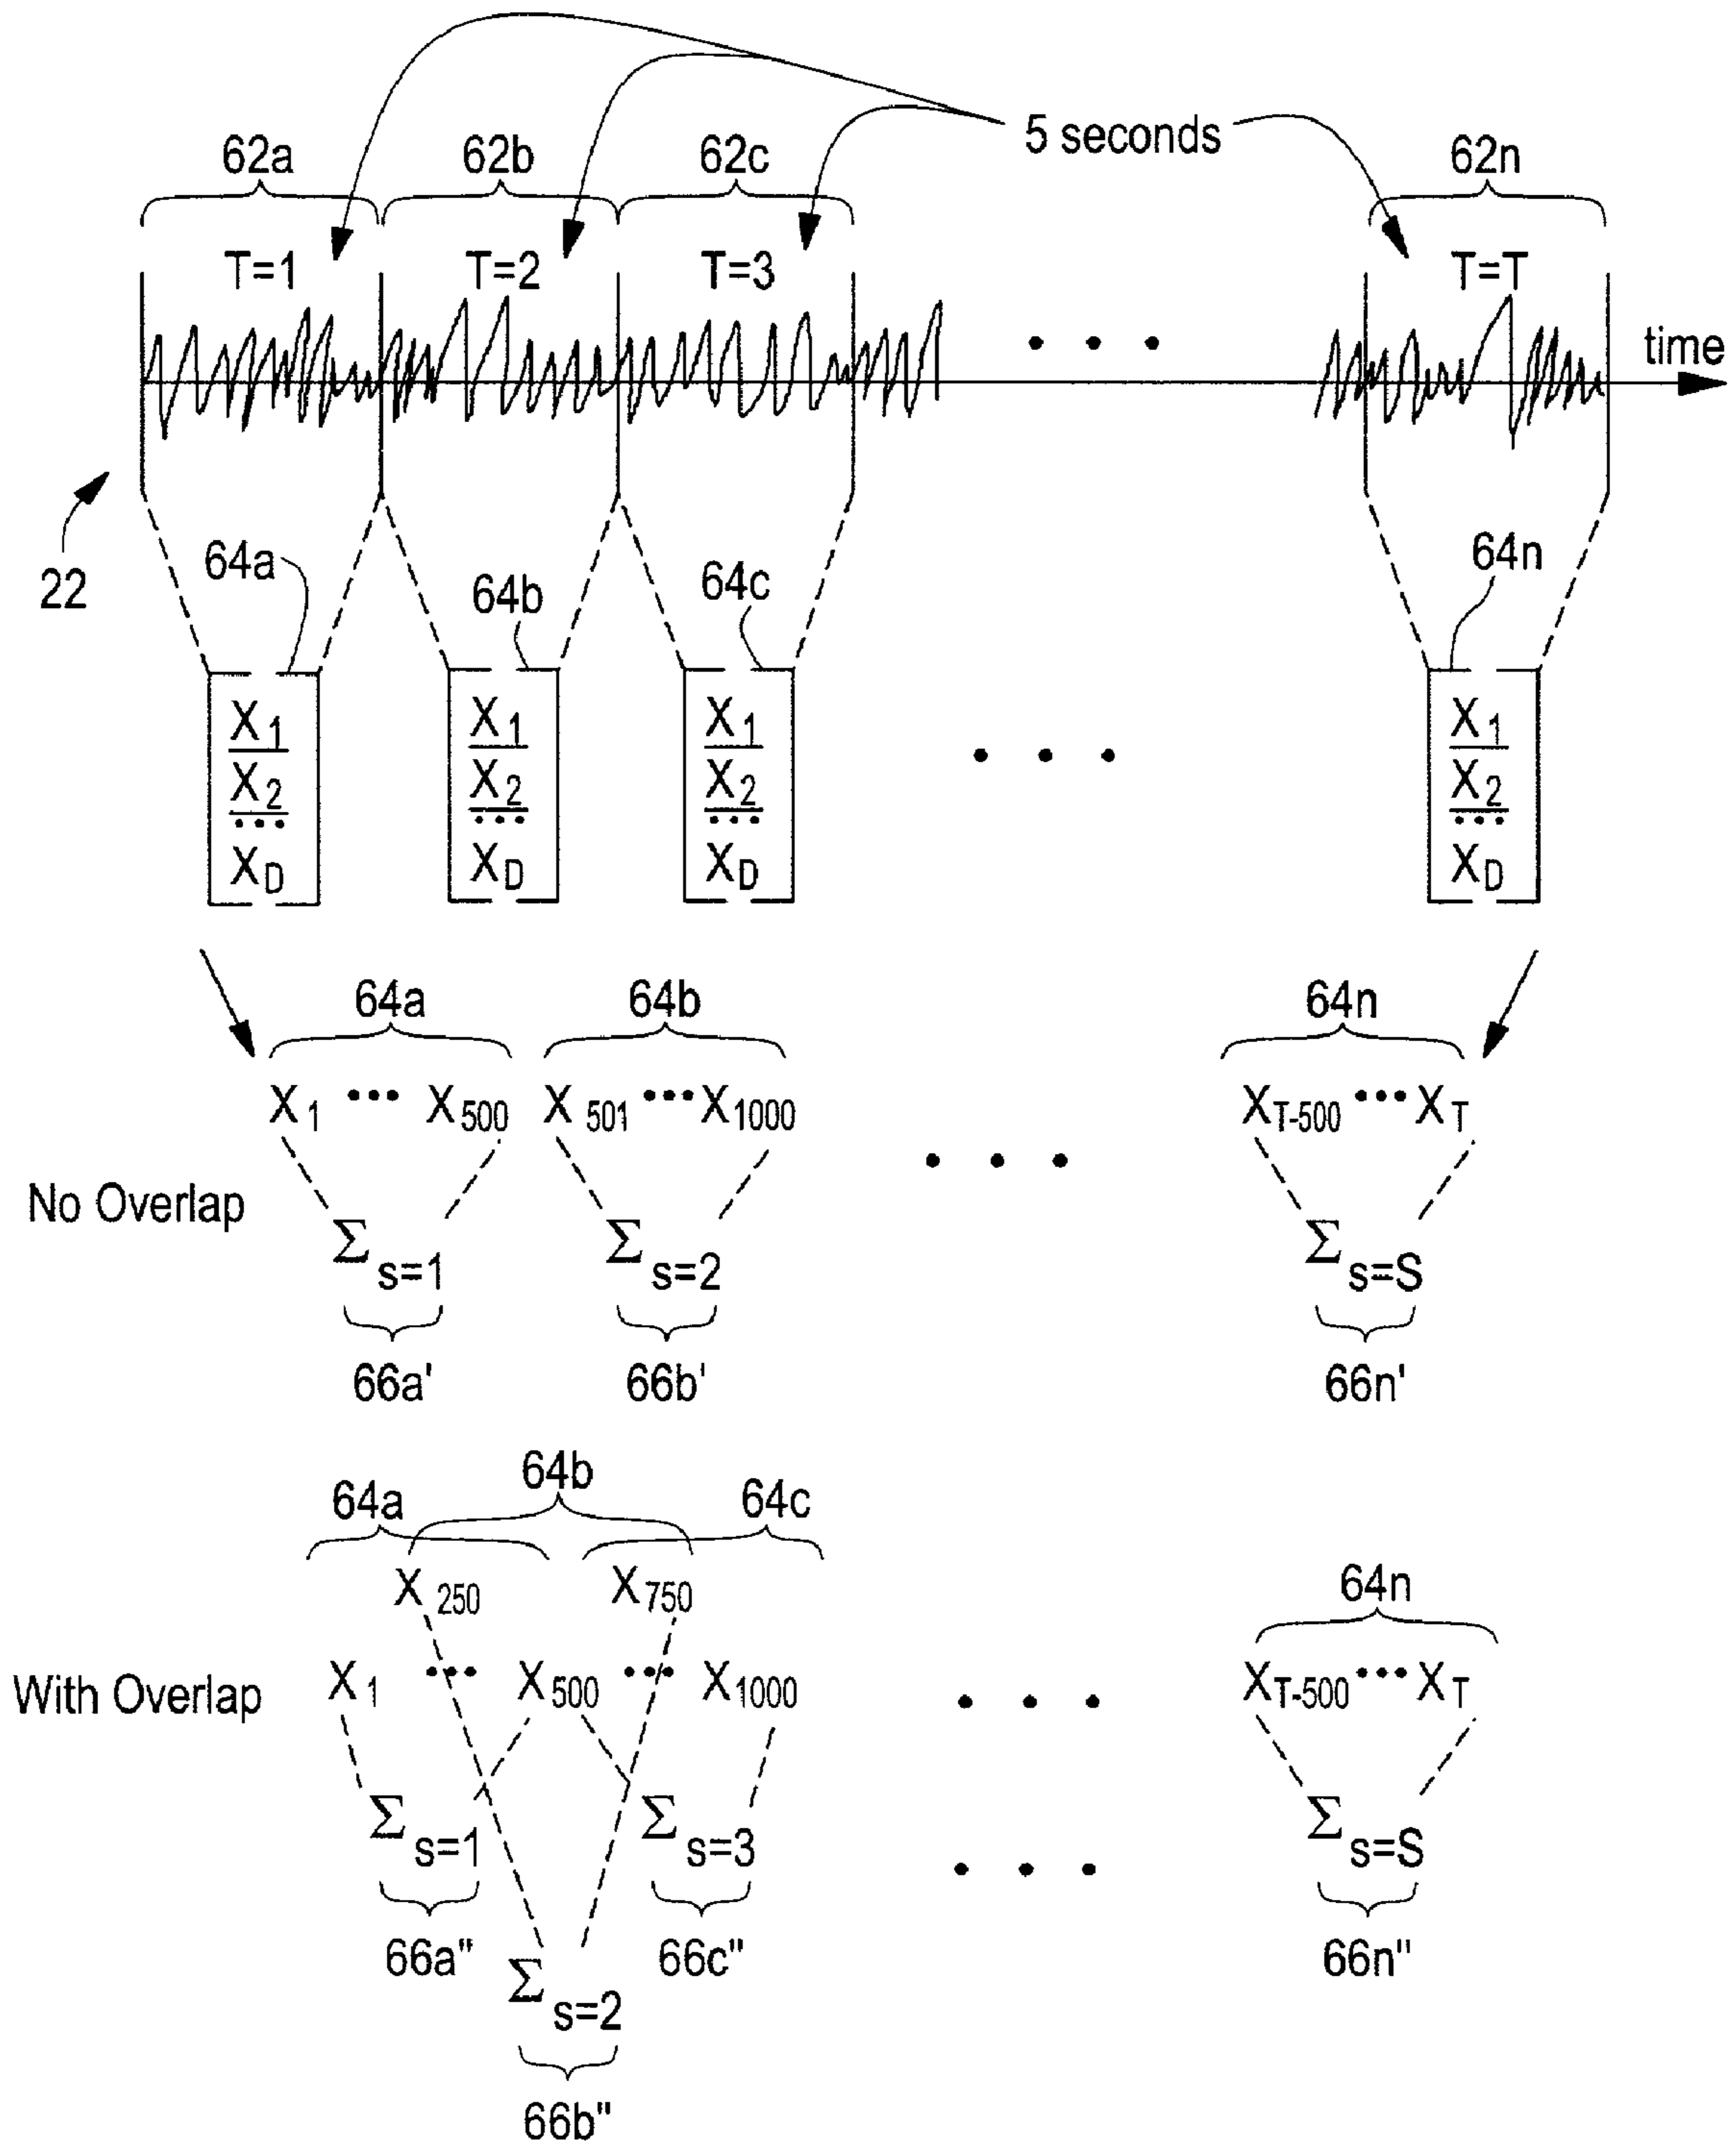 5 seconds
62a 62b 62c 62n
T=1 T=2 T=3 T=T
time
22
64a 64b 64c 64n
X1 X1 X1 X1
X2 X2 X2 X2
••• ••• ••• •••
XD XD XD XD
64a 64b 64n
X1 ••• X500 X501 ••• X1000 XT-500 ••• XT
No Overlap
Σs=1 Σs=2 • • • Σs=S
66a' 66b' 66n'
64b
64a 64c
X250 X750 64n
With Overlap X1 ••• X500 ••• X1000 • • • XT-500 ••• XT
Σs=1 Σs=3 • • • Σs=S
66a" 66c" 66n"
Σs=2
66b"